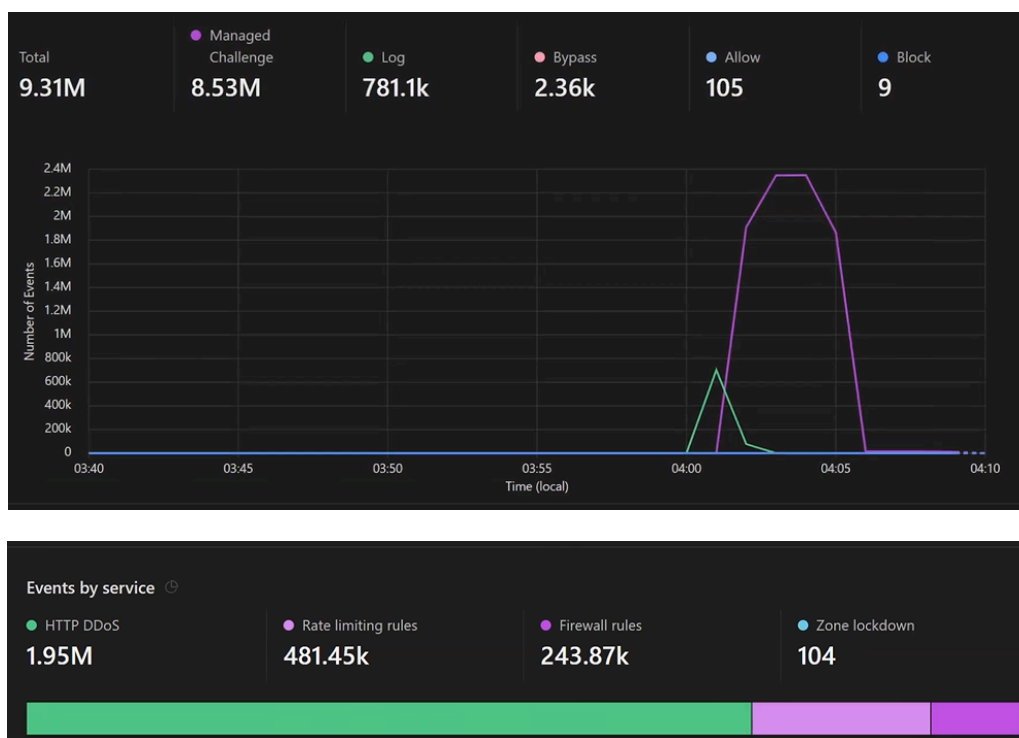 Total
Managed
Challenge
Log
Bypass
Allow
Block
9.31M
8.53M
781.1k
2.36k
105
9
2.4M
2.2M
2M
1.8M
1.6M
1.4M
1.2M
1M
800k
600k
400k
200k
0
Number of Events
03:40
03:45
03:50
03:55
04:00
04:05
04:10
Time (local)
Events by service
HTTP DDoS
Rate limiting rules
Firewall rules
Zone lockdown
1.95M
481.45k
243.87k
104